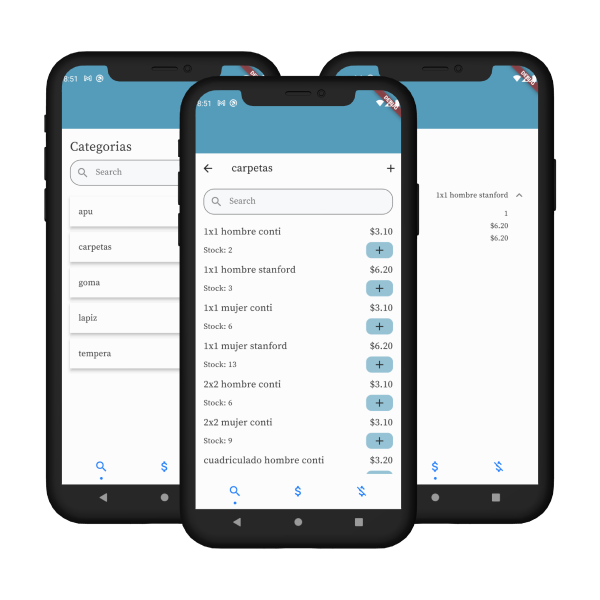 8:51
Categorias
Search
apu
carpetas
goma
lapiz
tempera
8:51
carpetas
Search
1x1 hombre conti $3.10
Stock: 2
1x1 hombre stanford $6.20
Stock: 3
1x1 mujer conti $3.10
Stock: 6
1x1 mujer stanford $6.20
Stock: 13
2x2 hombre conti $3.10
Stock: 6
2x2 mujer conti $3.10
Stock: 9
cuadriculado hombre conti $3.20
DEBUG
1x1 hombre stanford
1
$6.20
$6.20